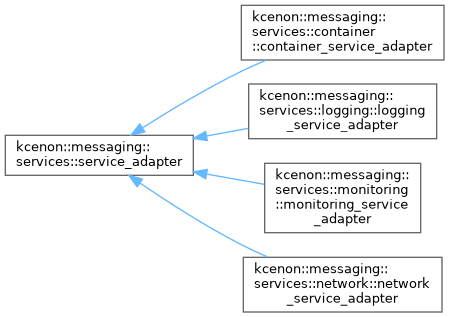 kcenon::messaging::
services::container
::container_service_adapter
kcenon::messaging::
services::logging::logging
_service_adapter
kcenon::messaging::
services::service_adapter
kcenon::messaging::
services::monitoring
::monitoring_service
_adapter
kcenon::messaging::
services::network::network
_service_adapter